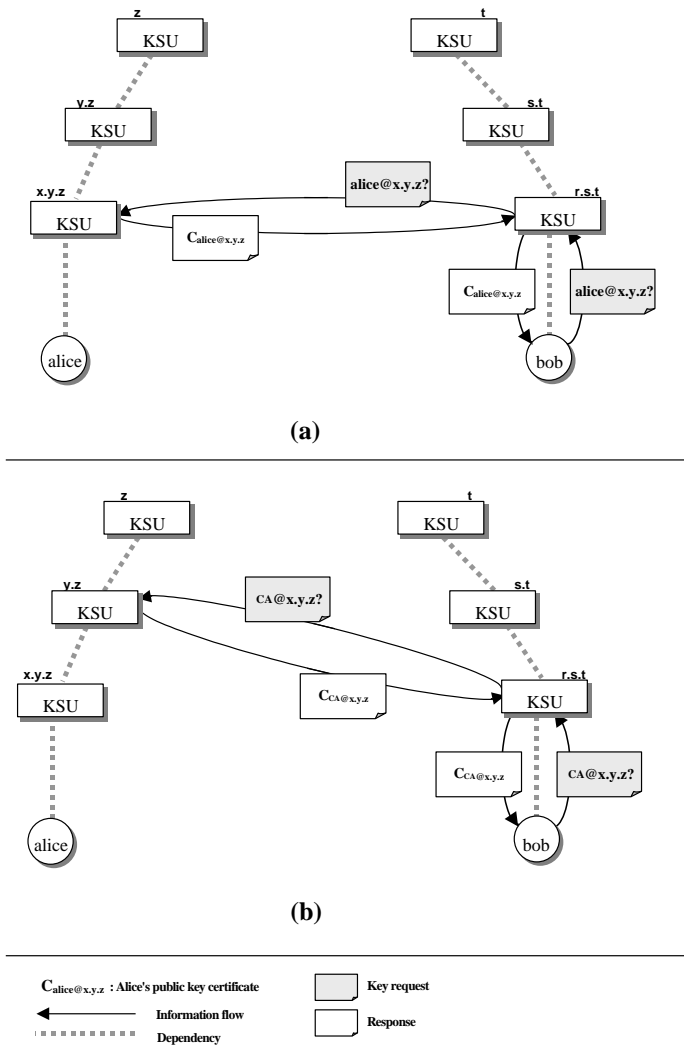 z
KSU
t
KSU
y.z
KSU
s.t
KSU
x.y.z
KSU
alice@x.y.z?
r.s.t
KSU
Calice@x.y.z
Calice@x.y.z
alice@x.y.z?
alice
bob
(a)
z
KSU
t
KSU
y.z
KSU
CA@x.y.z?
s.t
KSU
x.y.z
KSU
CCA@x.y.z
r.s.t
KSU
CCA@x.y.z
CA@x.y.z?
alice
bob
(b)
Calice@x.y.z : Alice's public key certificate
Key request
Information flow
Response
Dependency